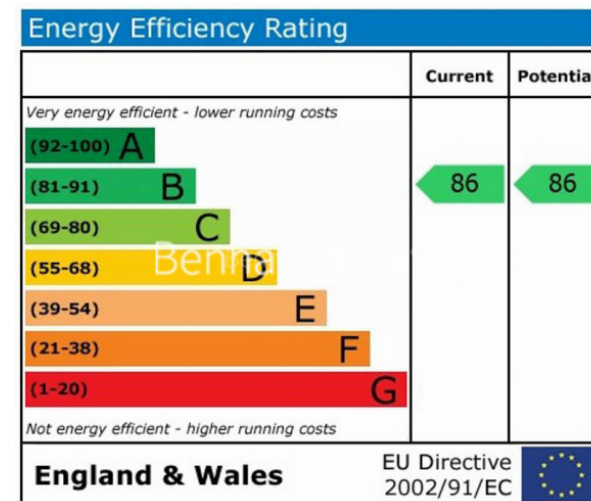 Energy Efficiency Rating
Current Potentia
Very energy efficient - lower running costs
(92-100) A
(81-91) B 86 86
(69-80) C
(55-68) D
(39-54) E
(21-38) F
(1-20) G
Not energy efficient - higher running costs
England & Wales
EU Directive
2002/91/EC